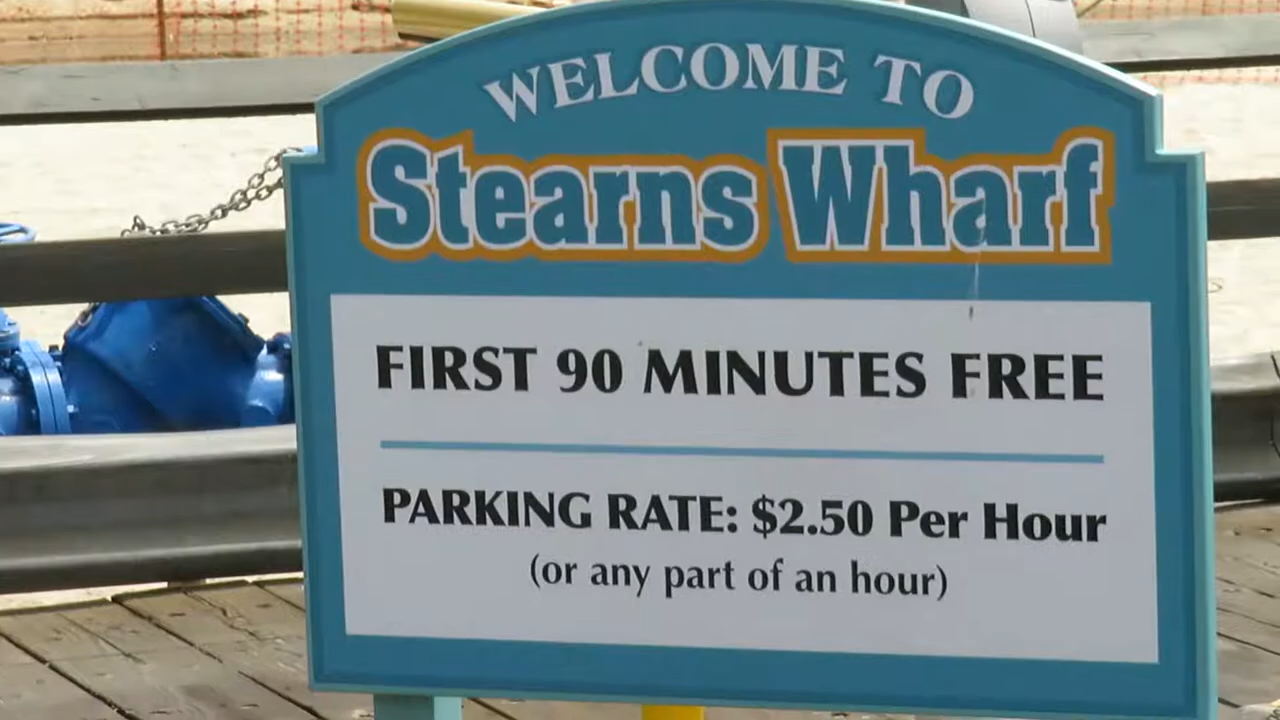 WELCOME TO
Stearns Wharf
FIRST 90 MINUTES FREE
PARKING RATE: $2.50 Per Hour
(or any part of an hour)